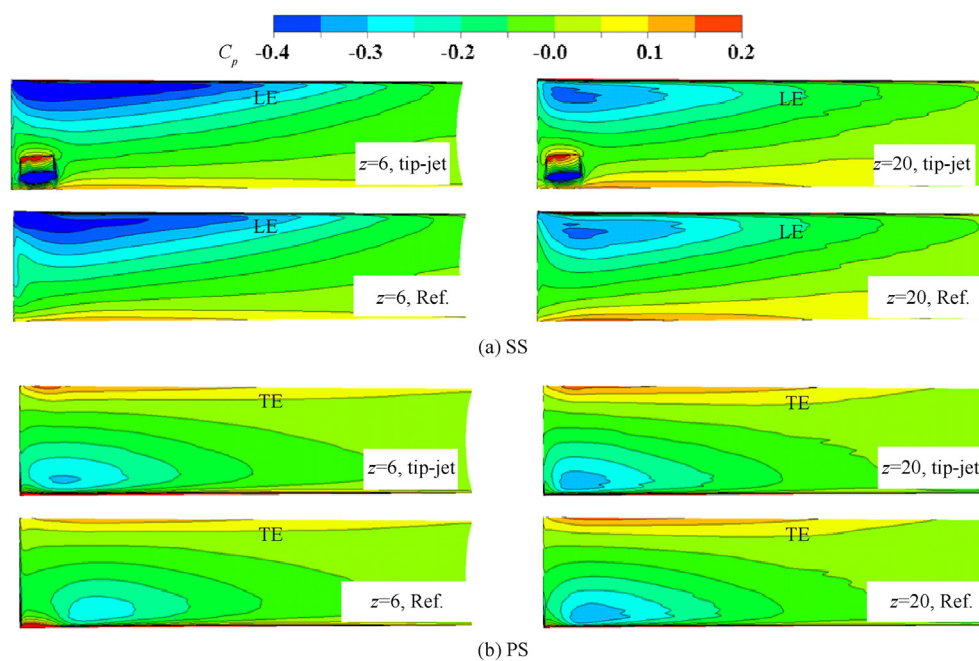 C_p -0.4 -0.3 -0.2 -0.0 0.1 0.2
LE LE
z=6, tip-jet z=20, tip-jet
LE LE
z=6, Ref. z=20, Ref.
(a) SS
TE TE
z=6, tip-jet z=20, tip-jet
TE TE
z=6, Ref. z=20, Ref.
(b) PS